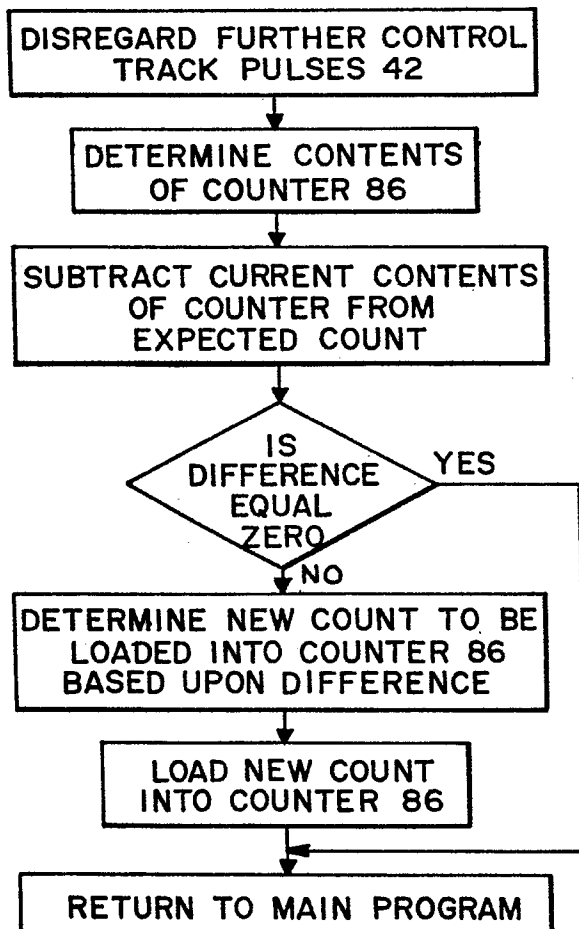 DISREGARD FURTHER CONTROL
TRACK PULSES 42
DETERMINE CONTENTS
OF COUNTER 86
SUBTRACT CURRENT CONTENTS
OF COUNTER FROM
EXPECTED COUNT
IS
DIFFERENCE
EQUAL
ZERO
YES
NO
DETERMINE NEW COUNT TO BE
LOADED INTO COUNTER 86
BASED UPON DIFFERENCE
LOAD NEW COUNT
INTO COUNTER 86
RETURN TO MAIN PROGRAM